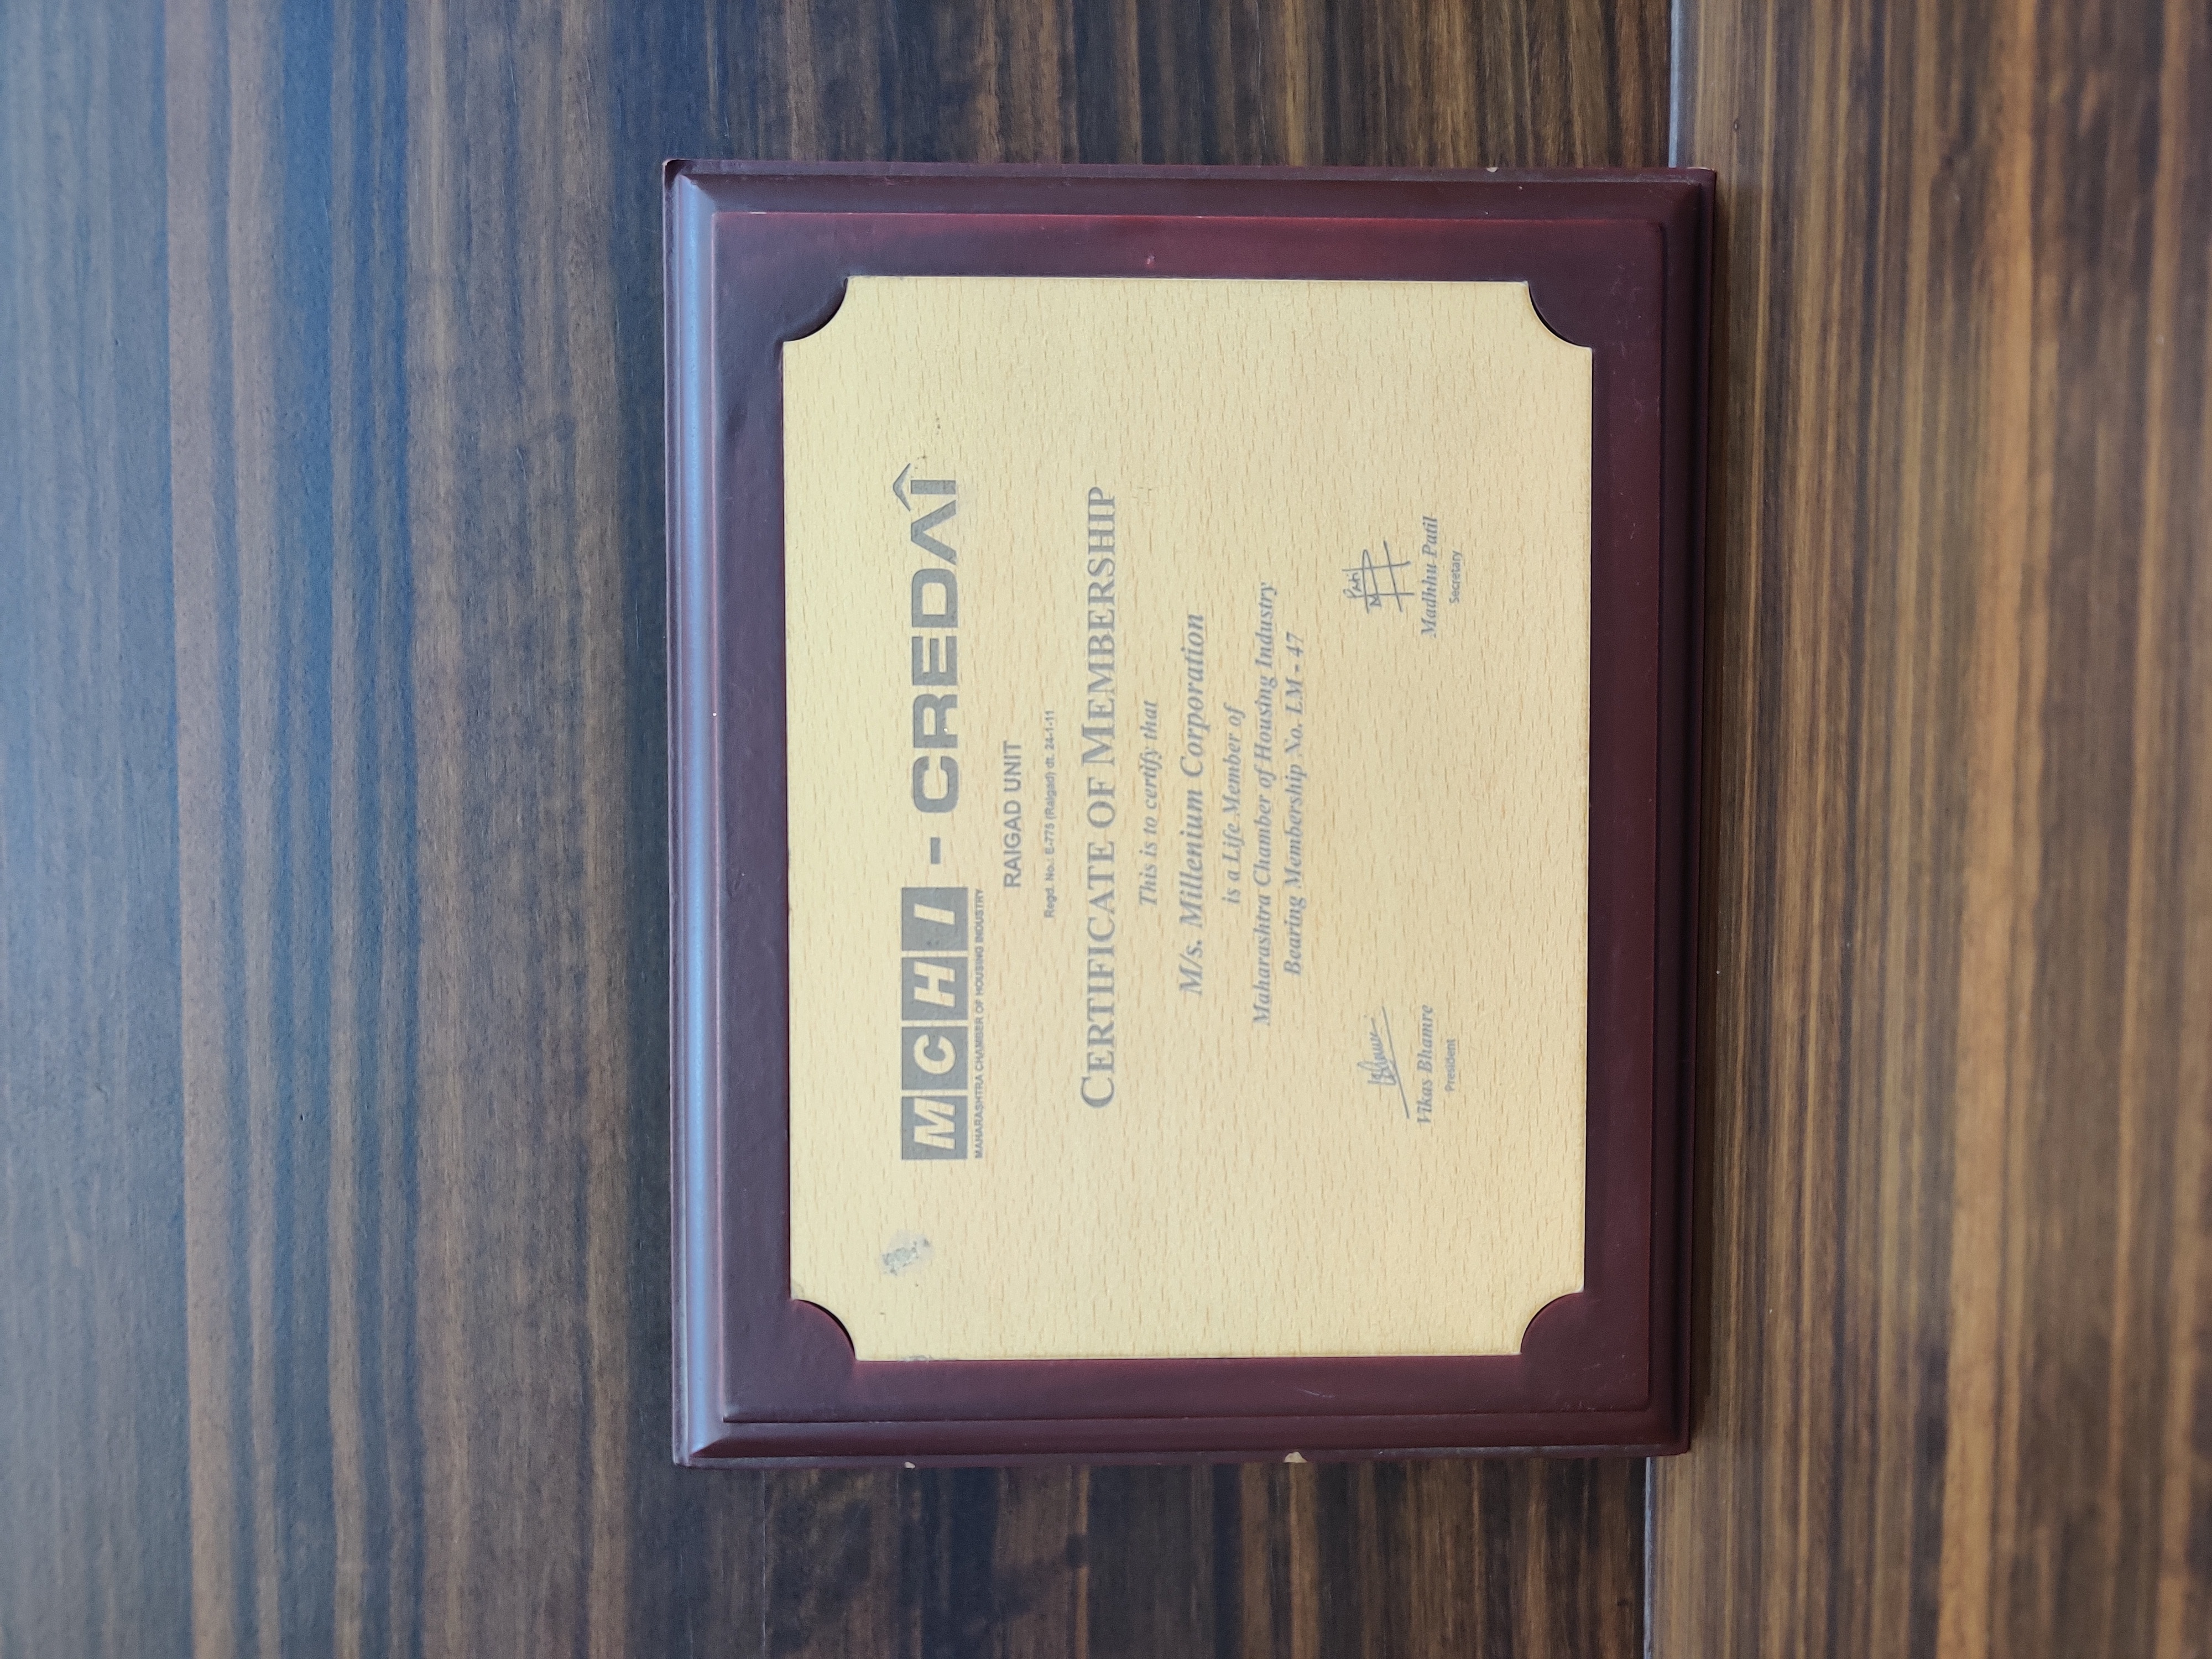 MCHI - CREDAI
MAHARASHTRA CHAMBER OF HOUSING INDUSTRY
RAIGAD UNIT
Regd. No.: E-775 (Raigad) dt. 24-1-11
CERTIFICATE OF MEMBERSHIP
This is to certify that
M/s. Millenium Corporation
is a Life Member of
Maharashtra Chamber of Housing Industry
Bearing Membership No. LM - 47
Vikas Bhamre
President
M Patil
Madhhu Patil
Secretary